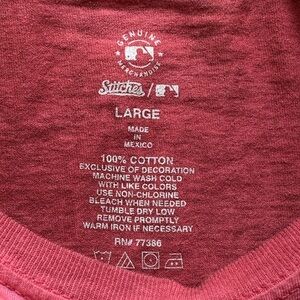 GENUINE
MERCHANDISE
Stitches
LARGE
MADE
IN
MEXICO
100% COTTON
EXCLUSIVE OF DECORATION
MACHINE WASH COLD
WITH LIKE COLORS
USE NON-CHLORINE
BLEACH WHEN NEEDED
TUMBLE DRY LOW
REMOVE PROMPTLY
WARM IRON IF NECESSARY
RN# 77386